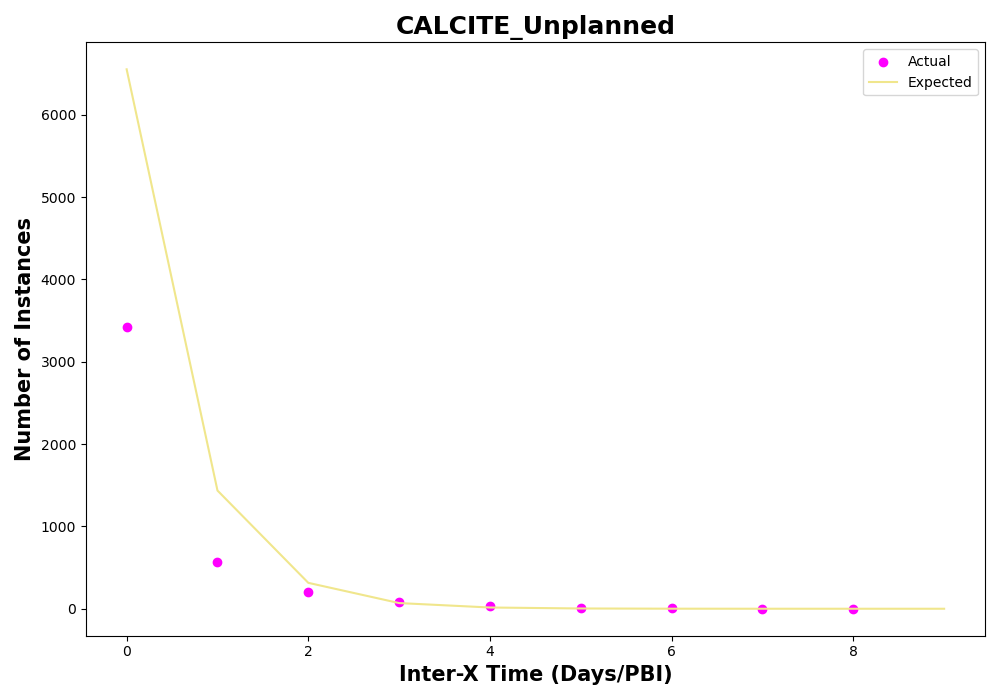 CALCITE_Unplanned
Actual
Expected
6000
5000
4000
3000
2000
1000
0
Number of Instances
0 2 4 6 8
Inter-X Time (Days/PBI)